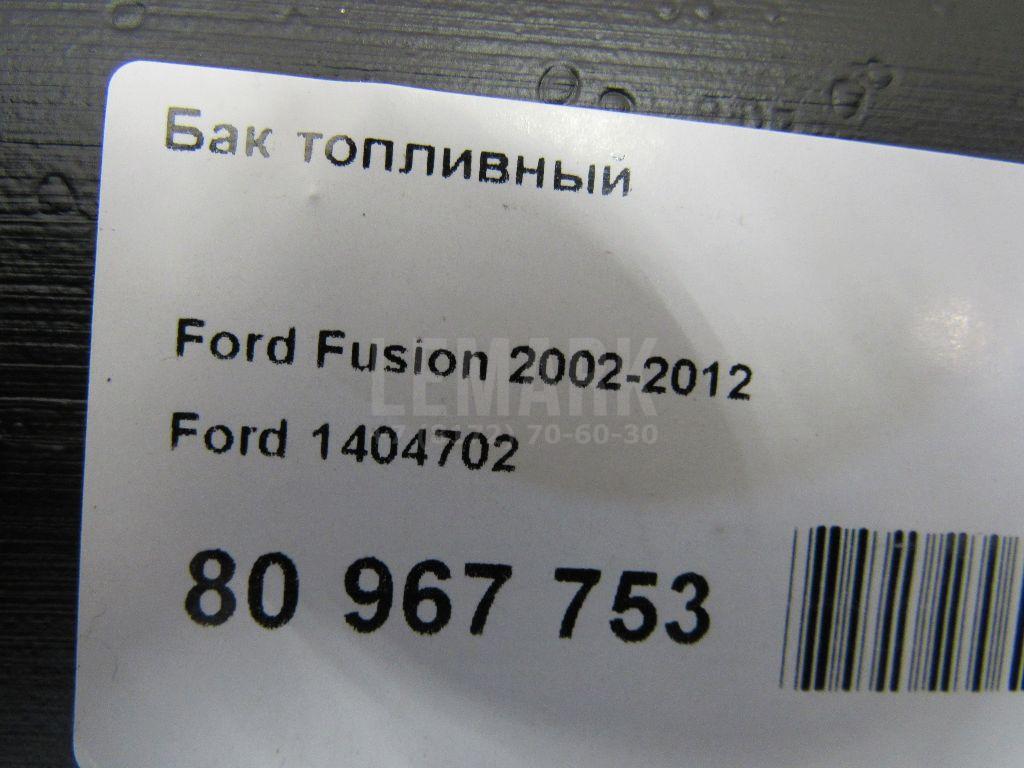 Бак топливный
Ford Fusion 2002-2012
LEMARK
Ford 1404702
70-60-30
80 967 753